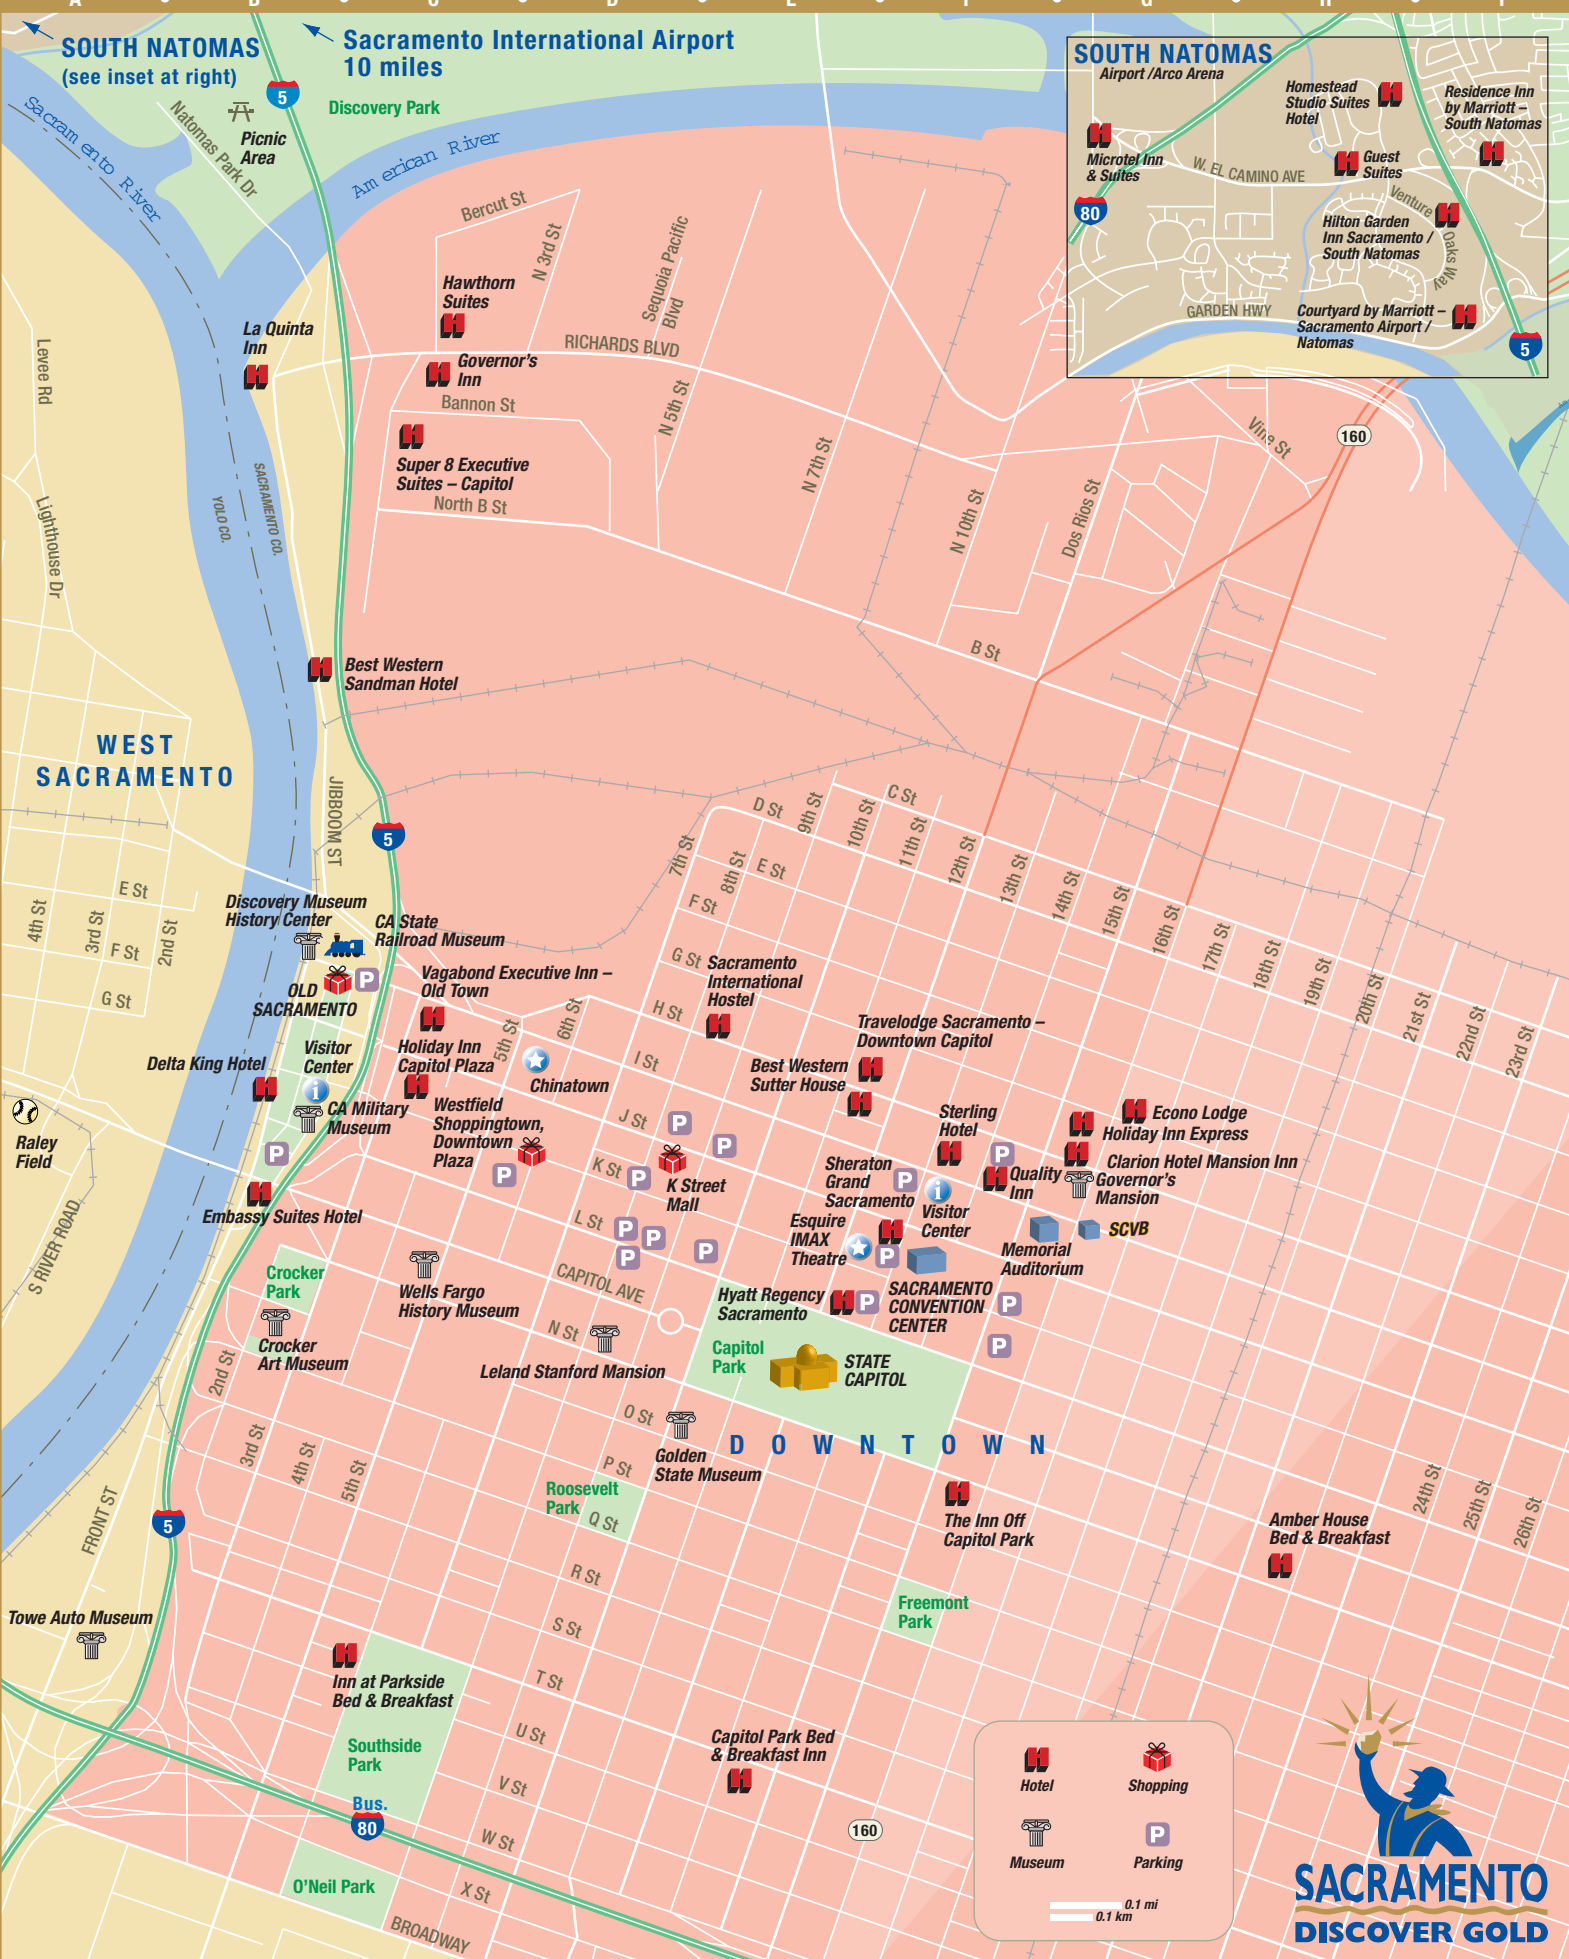 SOUTH NATOMAS
(see inset at right)
Sacramento International Airport
10 miles
5
Discovery Park
Picnic
Area
Natomas Park Dr
Sacramento River
American River
SOUTH NATOMAS
Airport /Arco Arena
Homestead
Studio Suites
Hotel
Residence Inn
by Marriott –
South Natomas
Microtel Inn
& Suites
W. EL CAMINO AVE
Guest
Suites
80
Venture
Oaks Way
Hilton Garden
Inn Sacramento /
South Natomas
GARDEN HWY
Courtyard by Marriott –
Sacramento Airport /
Natomas
5
Bercut St
N 3rd St
Sequoia Pacific
Blvd
Hawthorn
Suites
La Quinta
Inn
RICHARDS BLVD
Governor's
Inn
Bannon St
N 5th St
Levee Rd
Super 8 Executive
Suites – Capitol
North B St
N 7th St
N 10th St
Dos Rios St
Vine St
160
Lighthouse Dr
YOLO CO.
SACRAMENTO CO.
B St
Best Western
Sandman Hotel
WEST
SACRAMENTO
JIBBOOM ST
5
C St
D St
9th St
10th St
11th St
12th St
7th St
8th St
E St
F St
13th St
14th St
15th St
16th St
17th St
18th St
19th St
20th St
21st St
22nd St
23rd St
E St
4th St
3rd St
F St
2nd St
G St
Discovery Museum
History Center
CA State
Railroad Museum
OLD
SACRAMENTO
P
Vagabond Executive Inn –
Old Town
G St
Sacramento
International
Hostel
H St
5th St
6th St
I St
Travelodge Sacramento –
Downtown Capitol
Delta King Hotel
Visitor
Center
i
Holiday Inn
Capitol Plaza
Chinatown
Best Western
Sutter House
CA Military
Museum
Westfield
Shoppingtown,
Downtown
Plaza
J St
P
P
Sterling
Hotel
Econo Lodge
Holiday Inn Express
Raley
Field
P
P
K St
P
K Street
Mall
Sheraton
Grand
Sacramento
P
i
Visitor
Center
P
Quality
Inn
Clarion Hotel Mansion Inn
Governor's
Mansion
Embassy Suites Hotel
S RIVER ROAD
L St
P
P
P
P
Esquire
IMAX
Theatre
P
Memorial
Auditorium
SCVB
Crocker
Park
Wells Fargo
History Museum
CAPITOL AVE
Hyatt Regency
Sacramento
P
SACRAMENTO
CONVENTION
CENTER
P
P
Crocker
Art Museum
N St
Leland Stanford Mansion
Capitol
Park
STATE
CAPITOL
2nd St
3rd St
4th St
5th St
O St
Golden
State Museum
DOWNTOWN
P St
Roosevelt
Park
Q St
The Inn Off
Capitol Park
Amber House
Bed & Breakfast
24th St
25th St
26th St
FRONT ST
5
R St
Freemont
Park
Towe Auto Museum
S St
Inn at Parkside
Bed & Breakfast
T St
U St
Southside
Park
Capitol Park Bed
& Breakfast Inn
V St
Bus.
80
W St
160
O'Neil Park
X St
BROADWAY
Hotel
Shopping
Museum
P
Parking
0.1 mi
0.1 km
SACRAMENTO
DISCOVER GOLD